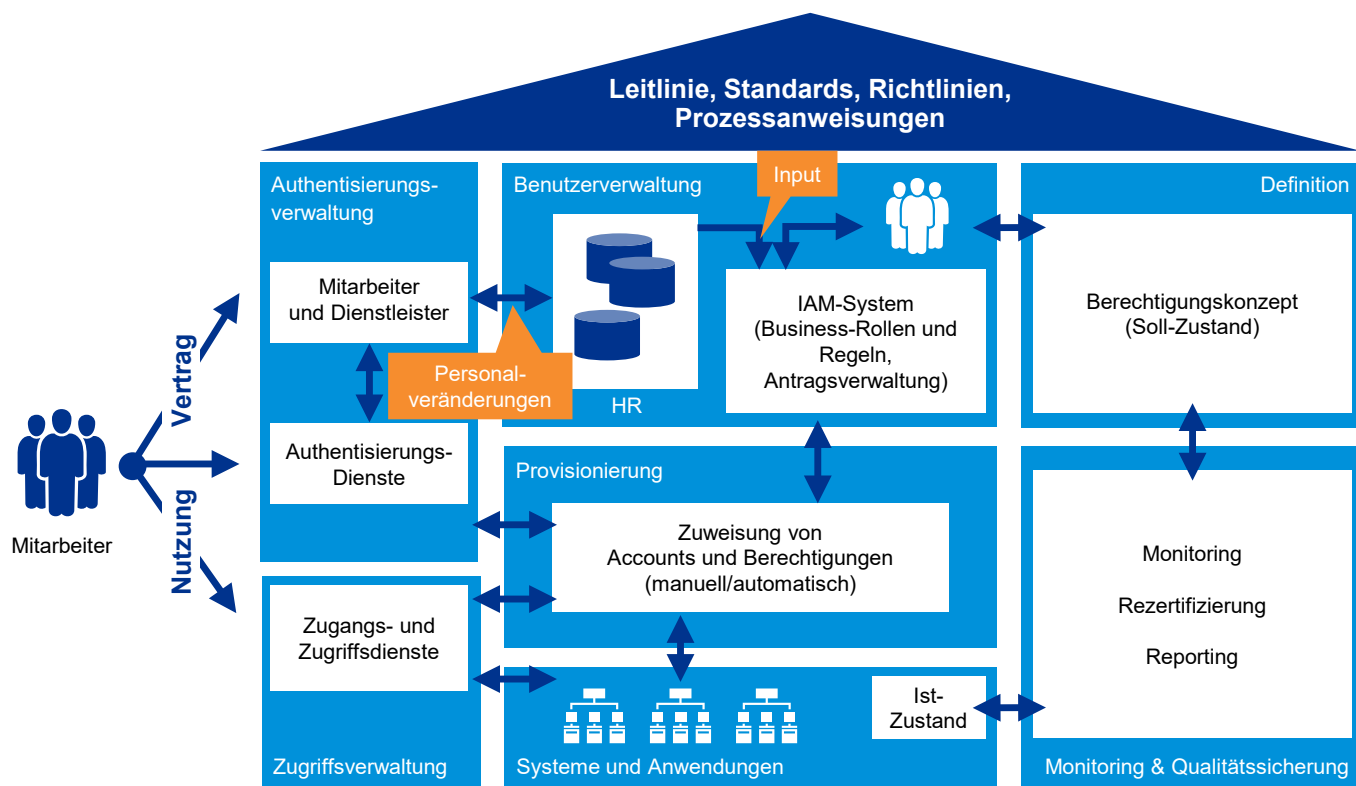 Leitlinie, Standards, Richtlinien,
Prozessanweisungen
Authentisierungs-
verwaltung
Mitarbeiter
und Dienstleister
Authentisierungs-
Dienste
Benutzerverwaltung
Input
HR
Personal-
veränderungen
IAM-System
(Business-Rollen und
Regeln,
Antragsverwaltung)
Definition
Berechtigungskonzept
(Soll-Zustand)
Vertrag
Nutzung
Mitarbeiter
Provisionierung
Zuweisung von
Accounts und Berechtigungen
(manuell/automatisch)
Zugangs- und
Zugriffsdienste
Zugriffsverwaltung
Ist-
Zustand
Systeme und Anwendungen
Monitoring
Rezertifizierung
Reporting
Monitoring & Qualitätssicherung